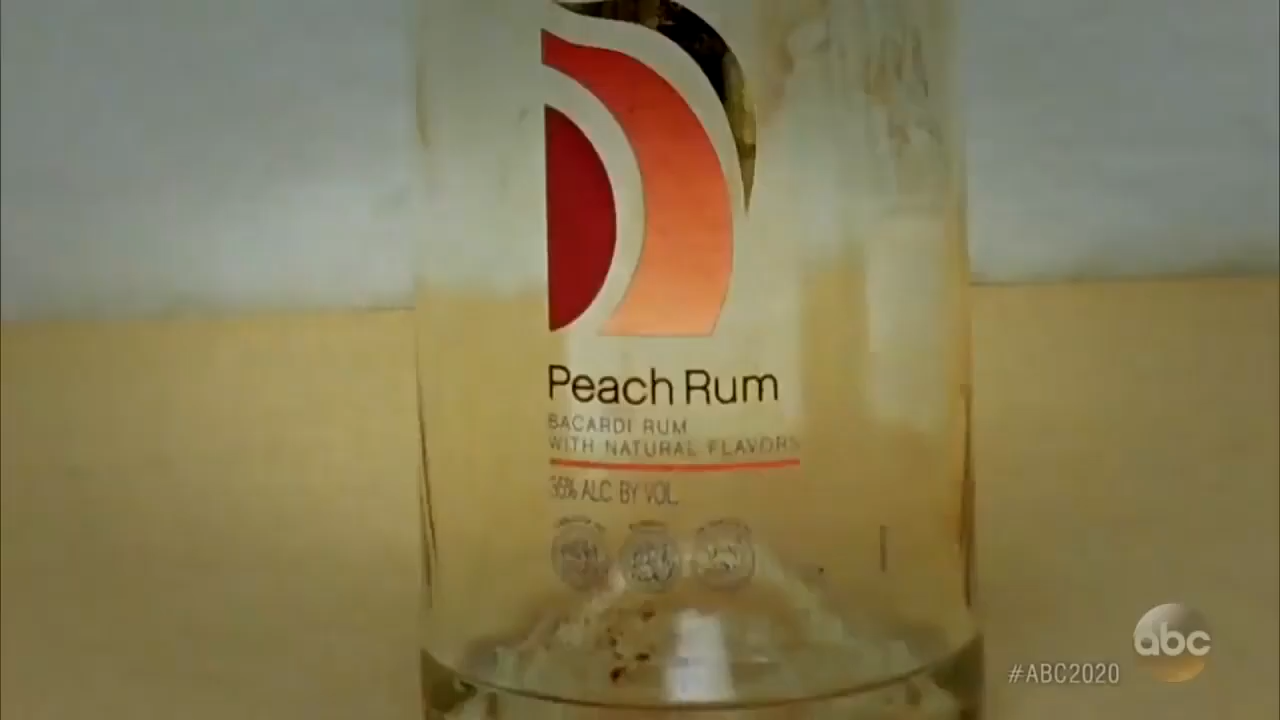 Peach Rum
BACARDI RUM
WITH NATURAL FLAVORS
35% ALC. BY VOL.
abc
#ABC2020